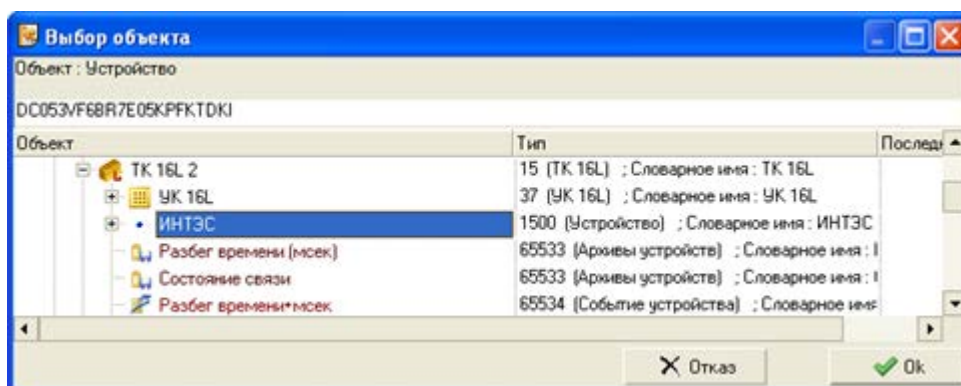 Выбор объекта
Объект : Устройство
DC053VF6BR7E05KPFKTDKI
Объект Тип Последн
ТК 16L 2 15 (ТК 16L) ; Словарное имя : ТК 16L
УК 16L 37 (УК 16L) ; Словарное имя : УК 16L
ИНТЭС 1500 (Устройство) ; Словарное имя : ИНТЭС
Разбег времени (мсек) 65533 (Архивы устройств) ; Словарное имя :
Состояние связи 65533 (Архивы устройств) ; Словарное имя :
Разбег времени*мсек 65534 (Событие устройства) ; Словарное имя
Отказ Ok